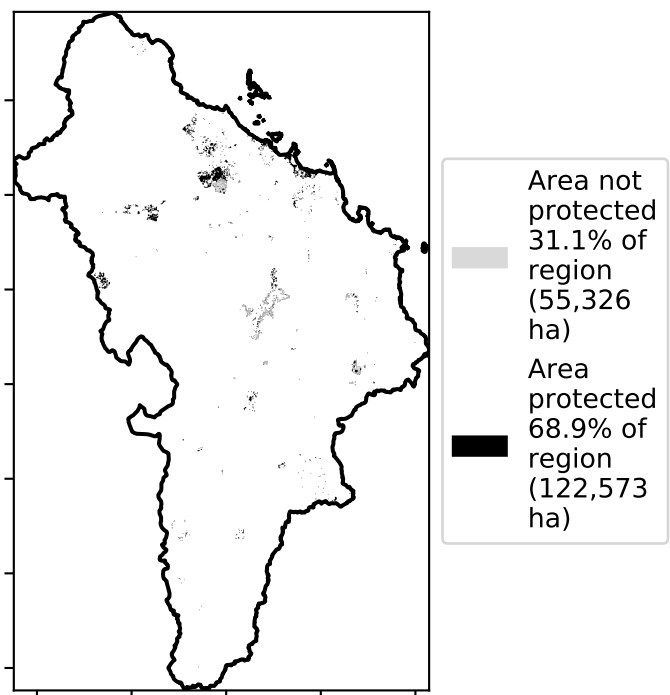 Area not
protected
31.1% of
region
(55,326
ha)
Area
protected
68.9% of
region
(122,573
ha)